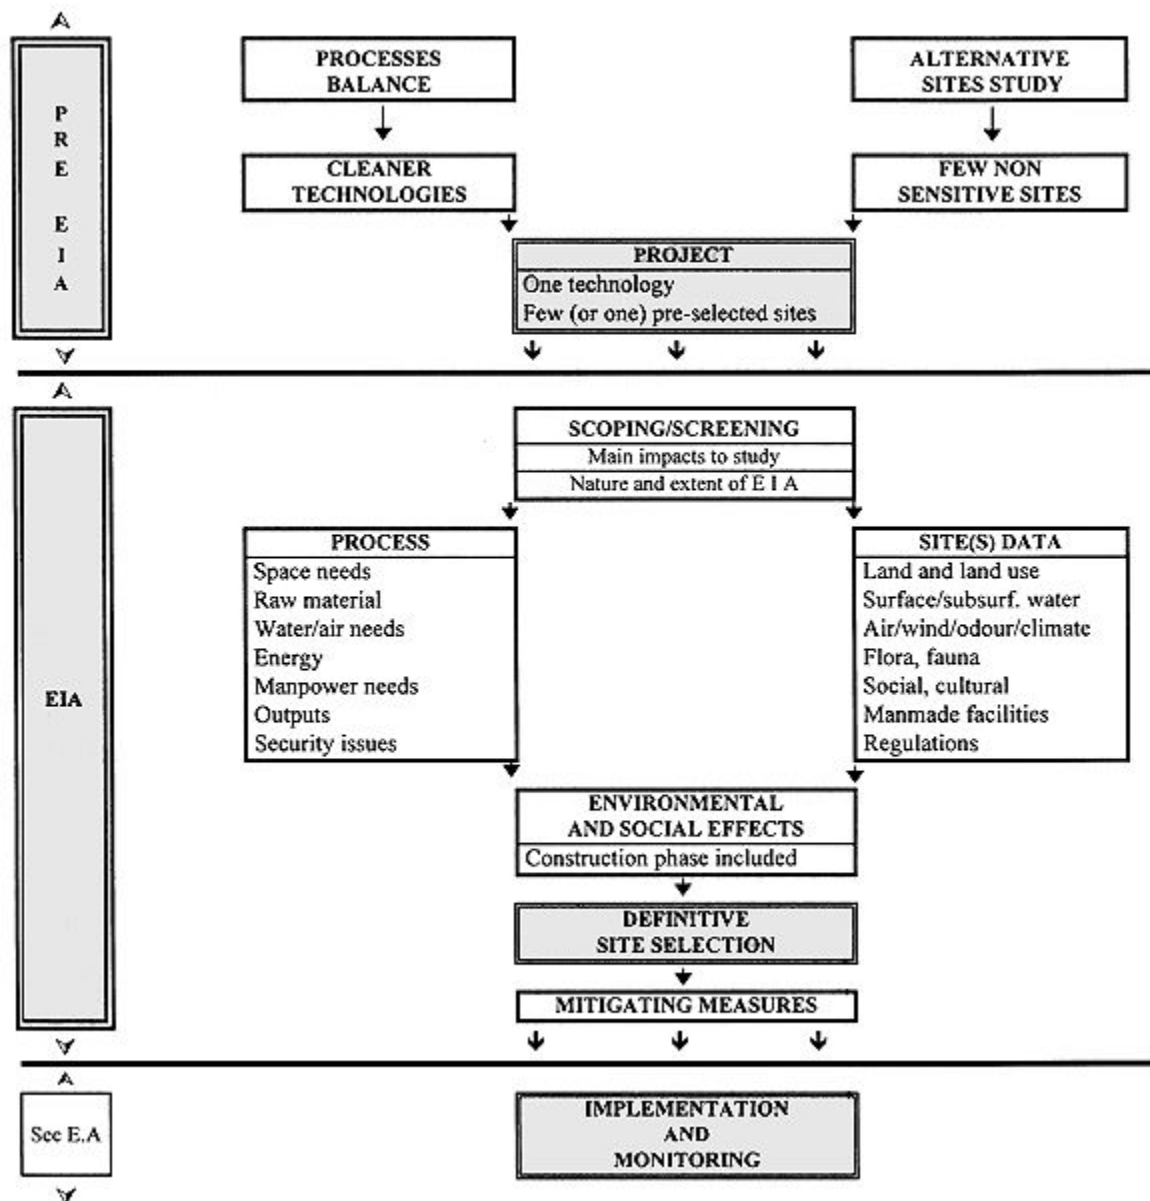 PRE EIA
PROCESSES
BALANCE
ALTERNATIVE
SITES STUDY
CLEANER
TECHNOLOGIES
FEW NON
SENSITIVE SITES
PROJECT
One technology
Few (or one) pre-selected sites
EIA
SCOPING/SCREENING
Main impacts to study
Nature and extent of E I A
PROCESS
Space needs
Raw material
Water/air needs
Energy
Manpower needs
Outputs
Security issues
SITE(S) DATA
Land and land use
Surface/subsurf. water
Air/wind/odour/climate
Flora, fauna
Social, cultural
Manmade facilities
Regulations
ENVIRONMENTAL
AND SOCIAL EFFECTS
Construction phase included
DEFINITIVE
SITE SELECTION
MITIGATING MEASURES
See E.A
IMPLEMENTATION
AND
MONITORING